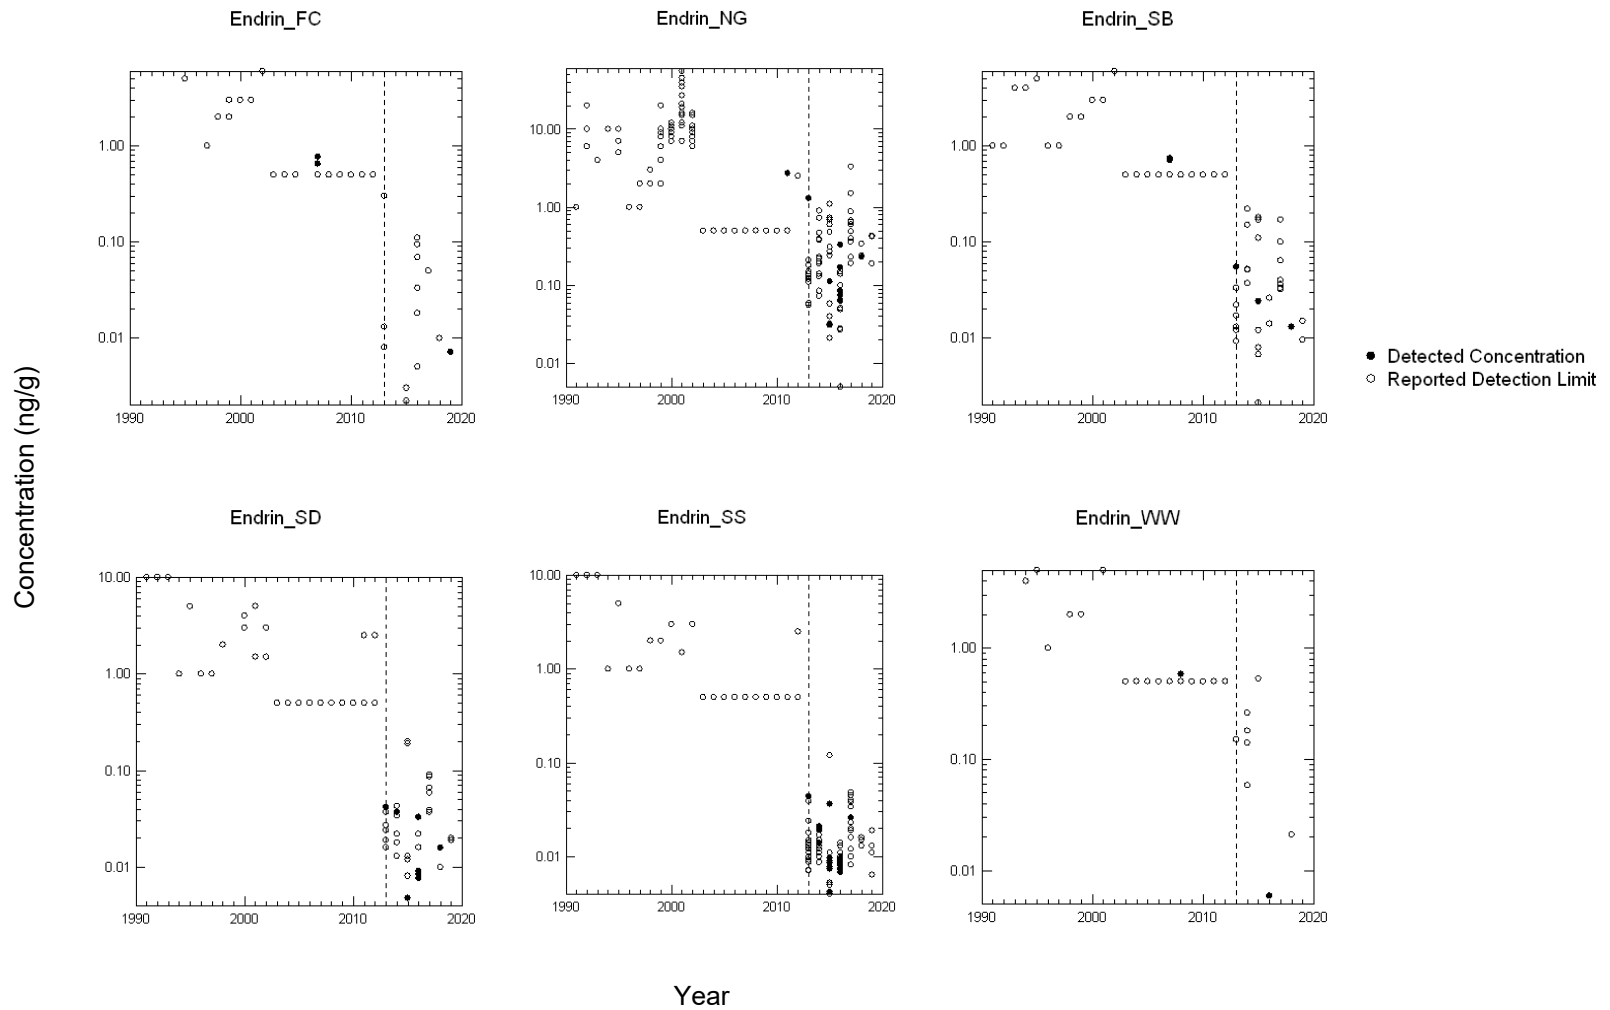 Endrin_FC
Endrin_NG
Endrin_SB
1.00
0.10
0.01
1990 2000 2010 2020
10.00
1.00
0.10
0.01
1990 2000 2010 2020
1.00
0.10
0.01
1990 2000 2010 2020
Detected Concentration
Reported Detection Limit
Concentration (ng/g)
Endrin_SD
Endrin_SS
Endrin_WW
10.00
1.00
0.10
0.01
1990 2000 2010 2020
10.00
1.00
0.10
0.01
1990 2000 2010 2020
1.00
0.10
0.01
1990 2000 2010 2020
Year